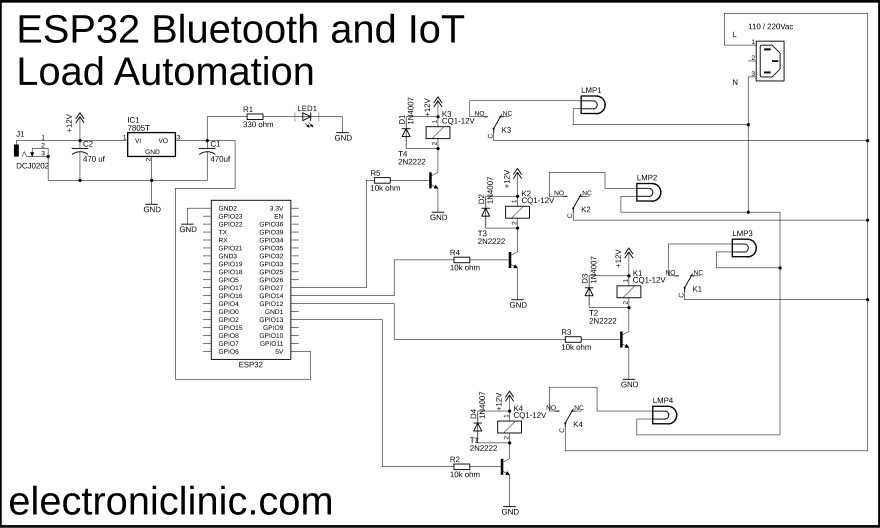 ESP32 Bluetooth and IoT
Load Automation
110 / 220Vac
L
1
2
3
N
J1
1
2
3
DCJ0202
+12V
C2
470 uf
IC1
7805T
1
VI
VO
3
GND
2
C1
470uf
GND
R1
330 ohm
LED1
GND
D1
1N4007
+12V
K3
CQ1-12V
1
2
T4
2N2222
R5
10k ohm
GND
NO
NC
C
K3
LMP1
D2
1N4007
+12V
K2
CQ1-12V
1
2
T3
2N2222
R4
10k ohm
GND
NO
NC
C
K2
LMP2
D3
1N4007
+12V
K1
CQ1-12V
1
2
T2
2N2222
R3
10k ohm
GND
NO
NC
C
K1
LMP3
D4
1N4007
+12V
K4
CQ1-12V
1
2
T1
2N2222
R2
10k ohm
GND
NO
NC
C
K4
LMP4
GND
GND2 3.3V
GPIO23 EN
GPIO22 GPIO36
TX GPIO39
RX GPIO34
GPIO21 GPIO35
GND3 GPIO32
GPIO19 GPIO33
GPIO18 GPIO25
GPIO5 GPIO26
GPIO17 GPIO27
GPIO16 GPIO14
GPIO4 GPIO12
GPIO0 GND1
GPIO2 GPIO13
GPIO15 GPIO9
GPIO8 GPIO10
GPIO7 GPIO11
GPIO6 5V
ESP32
electroniclinic.com